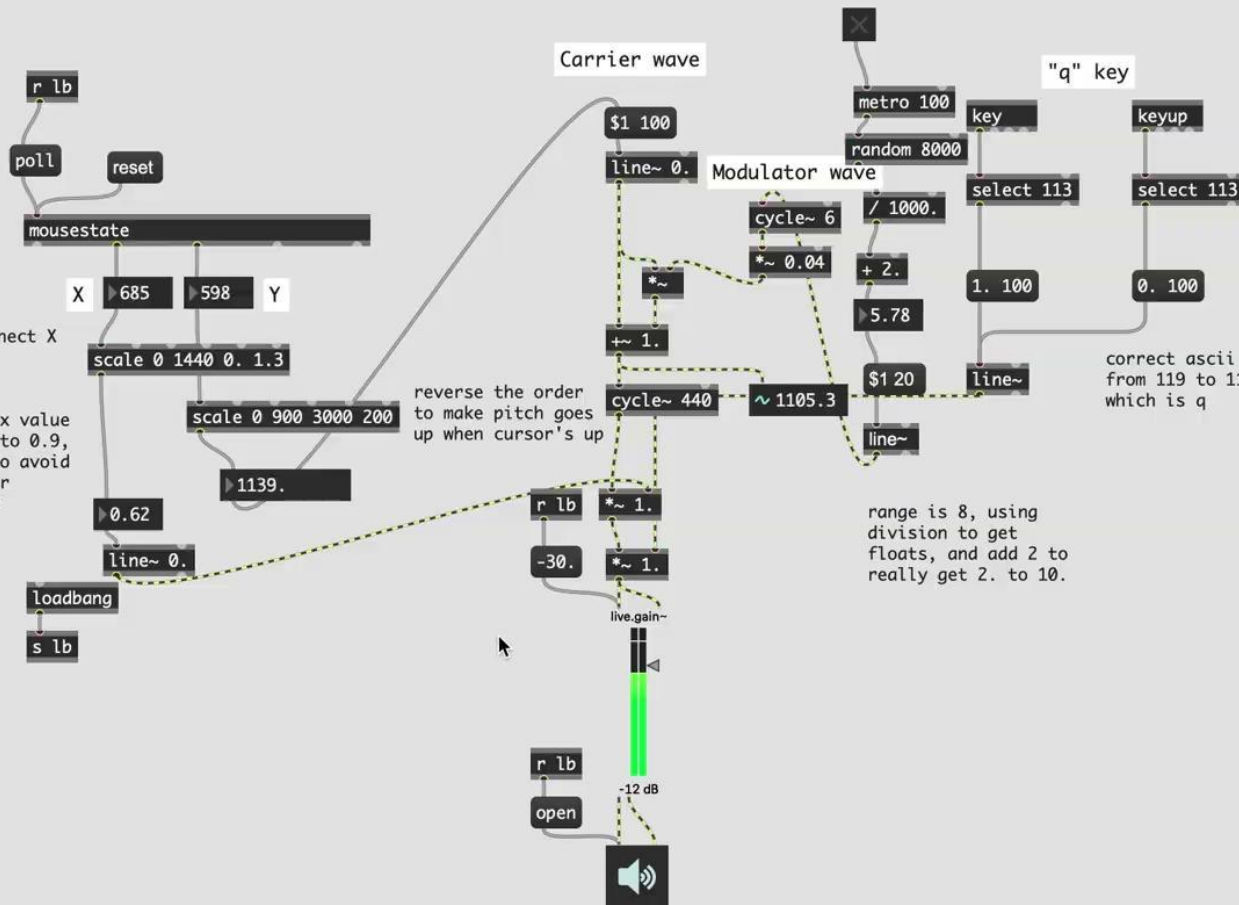 Carrier wave
"q" key
r lb
$1 100
metro 100
key
keyup
poll
reset
line~ 0.
random 8000
Modulator wave
select 113
select 113
mousestate
cycle~ 6
/ 1000.
*~ 0.04
+ 2.
X
685
598
Y
*~
1. 100
0. 100
5.78
nect X
+~ 1.
scale 0 1440 0. 1.3
correct ascii
from 119 to 11
which is q
reverse the order
to make pitch goes
up when cursor's up
cycle~ 440
1105.3
$1 20
line~
scale 0 900 3000 200
x value
to 0.9,
o avoid
r
line~
1139.
0.62
r lb
*~ 1.
range is 8, using
division to get
floats, and add 2 to
really get 2. to 10.
line~ 0.
-30.
*~ 1.
loadbang
live.gain~
s lb
r lb
-12 dB
open